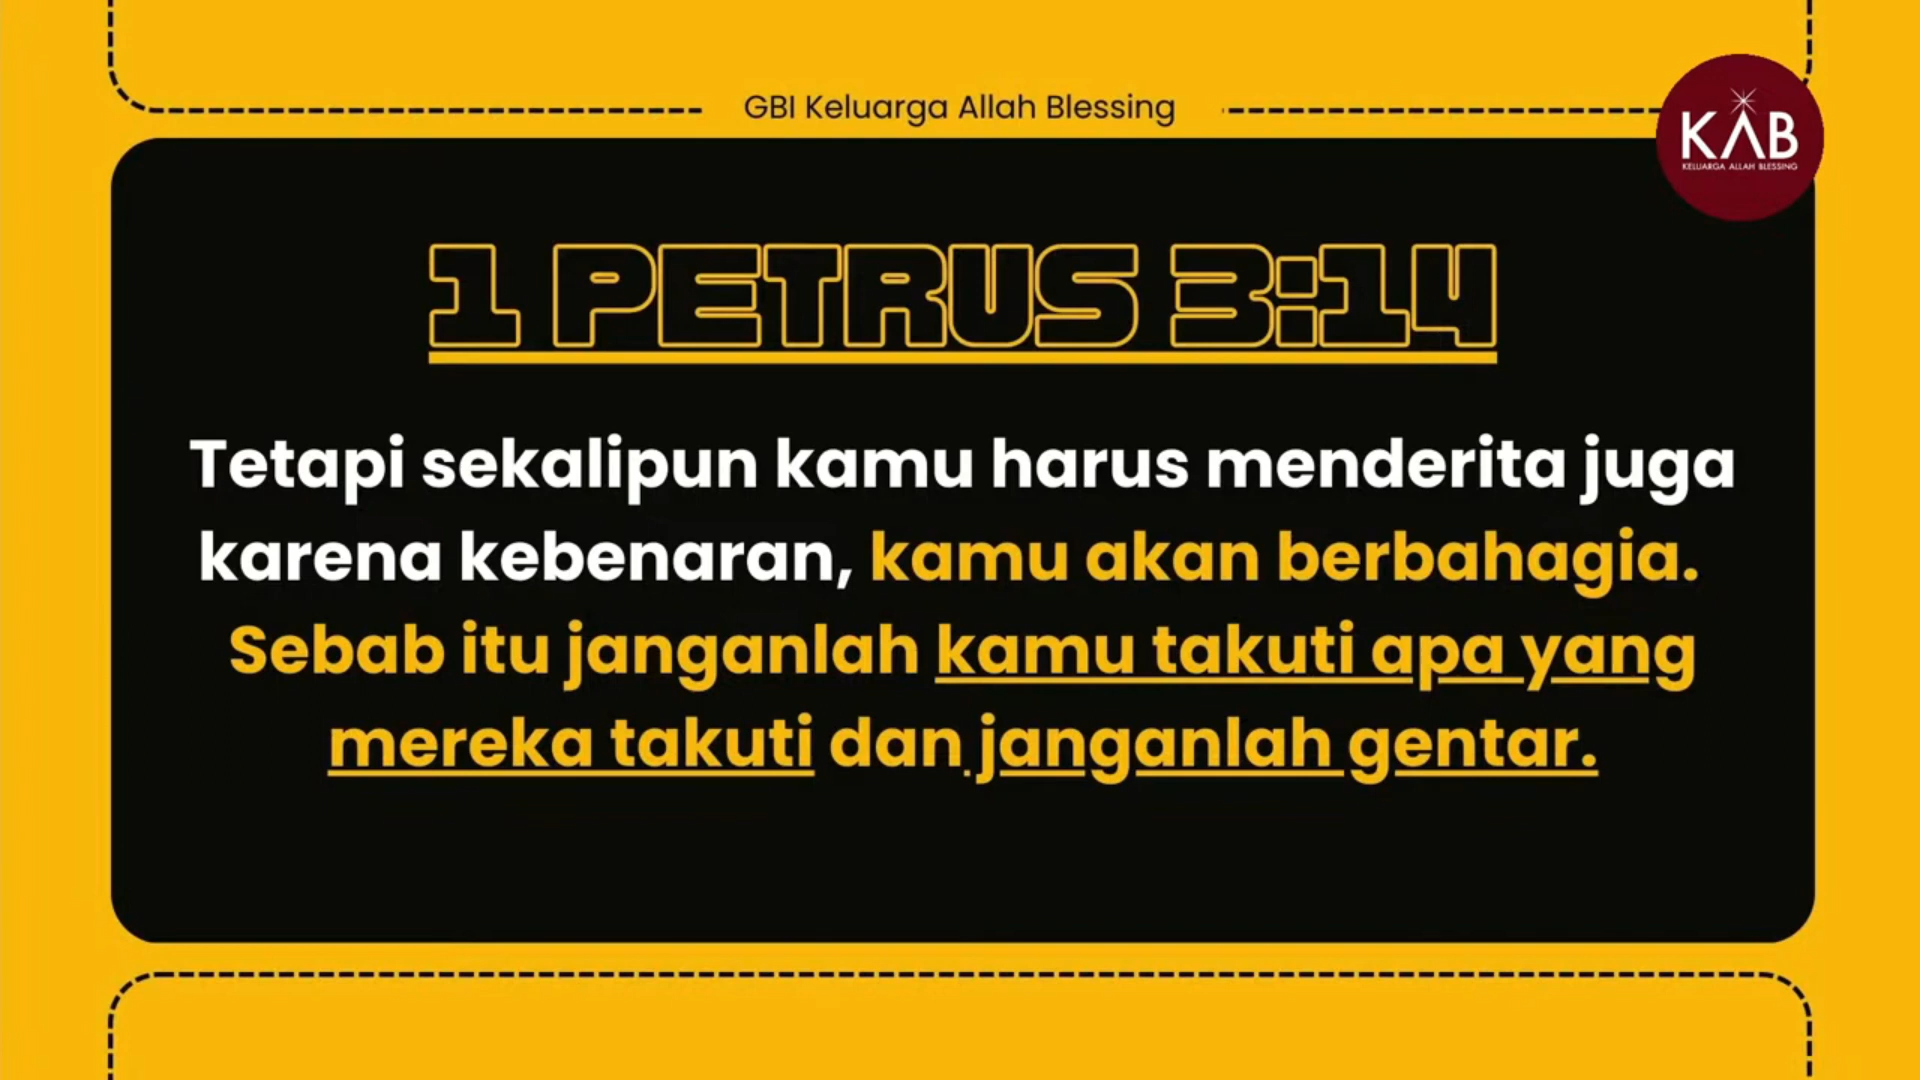 GBI Keluarga Allah Blessing
KAB
KELUARGA ALLAH BLESSING
1 PETRUS 3:14
Tetapi sekalipun kamu harus menderita juga
karena kebenaran, kamu akan berbahagia.
Sebab itu janganlah kamu takuti apa yang
mereka takuti dan janganlah gentar.